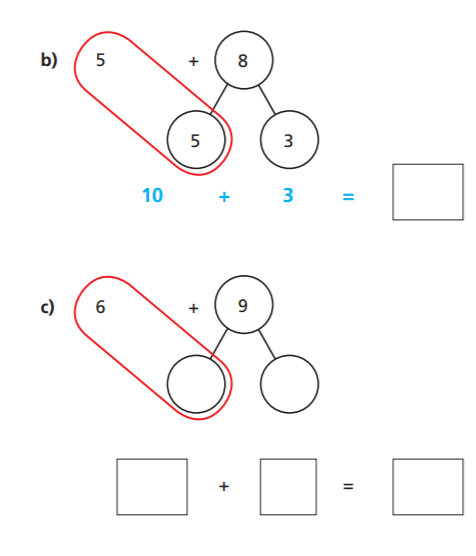 b) 5 + 8
5 3
10 + 3 =
c) 6 + 9
+ =